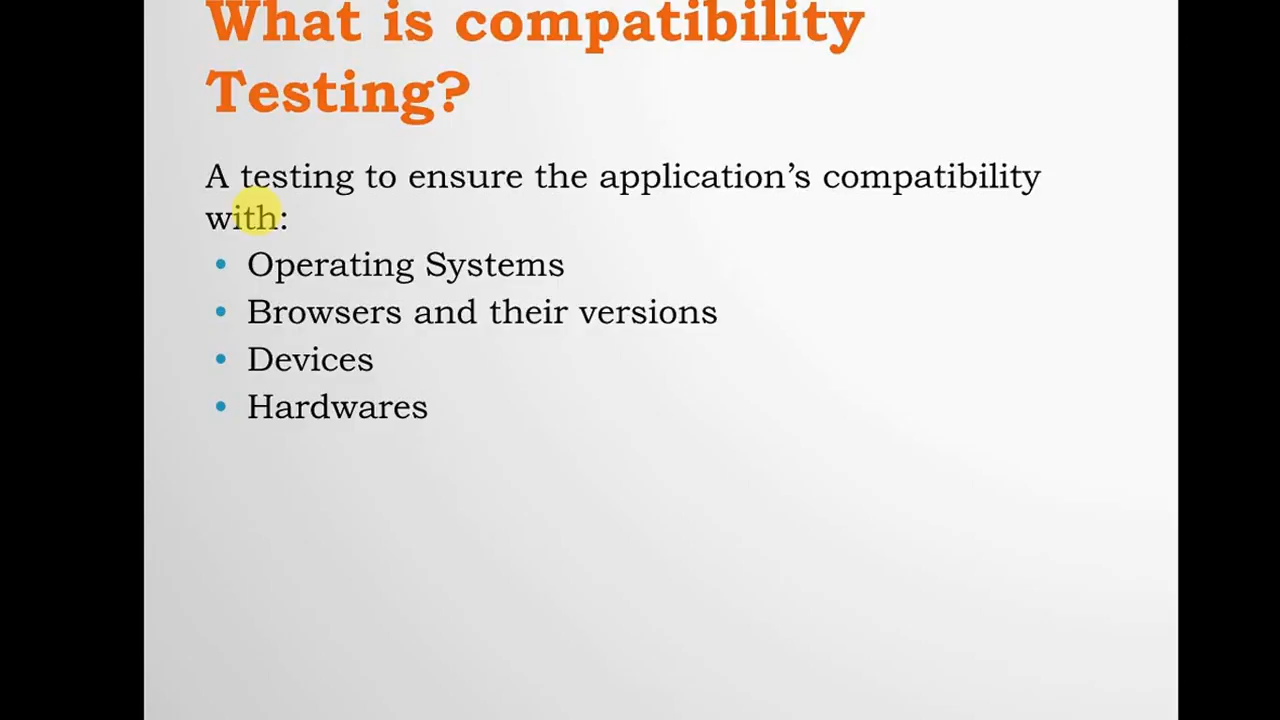 What is compatibility
Testing?
A testing to ensure the application’s compatibility
with:
• Operating Systems
• Browsers and their versions
• Devices
• Hardwares